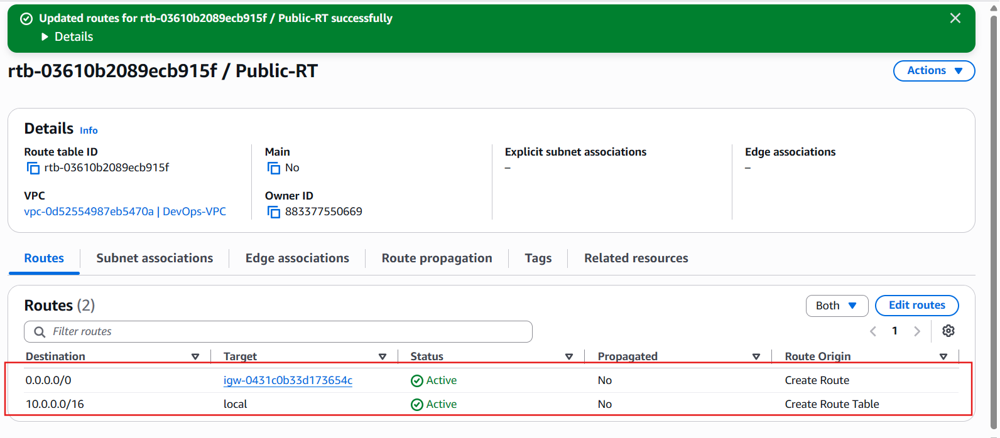 Updated routes for rtb-03610b2089ecb915f / Public-RT successfully
Details
rtb-03610b2089ecb915f / Public-RT
Actions
Details Info
Route table ID
rtb-03610b2089ecb915f
Main
No
Explicit subnet associations
–
Edge associations
–
VPC
vpc-0d52554987eb5470a | DevOps-VPC
Owner ID
883377550669
Routes Subnet associations Edge associations Route propagation Tags Related resources
Routes (2)
Both
Edit routes
Filter routes
1
Destination Target Status Propagated Route Origin
0.0.0.0/0 igw-0431c0b33d173654c Active No Create Route
10.0.0.0/16 local Active No Create Route Table